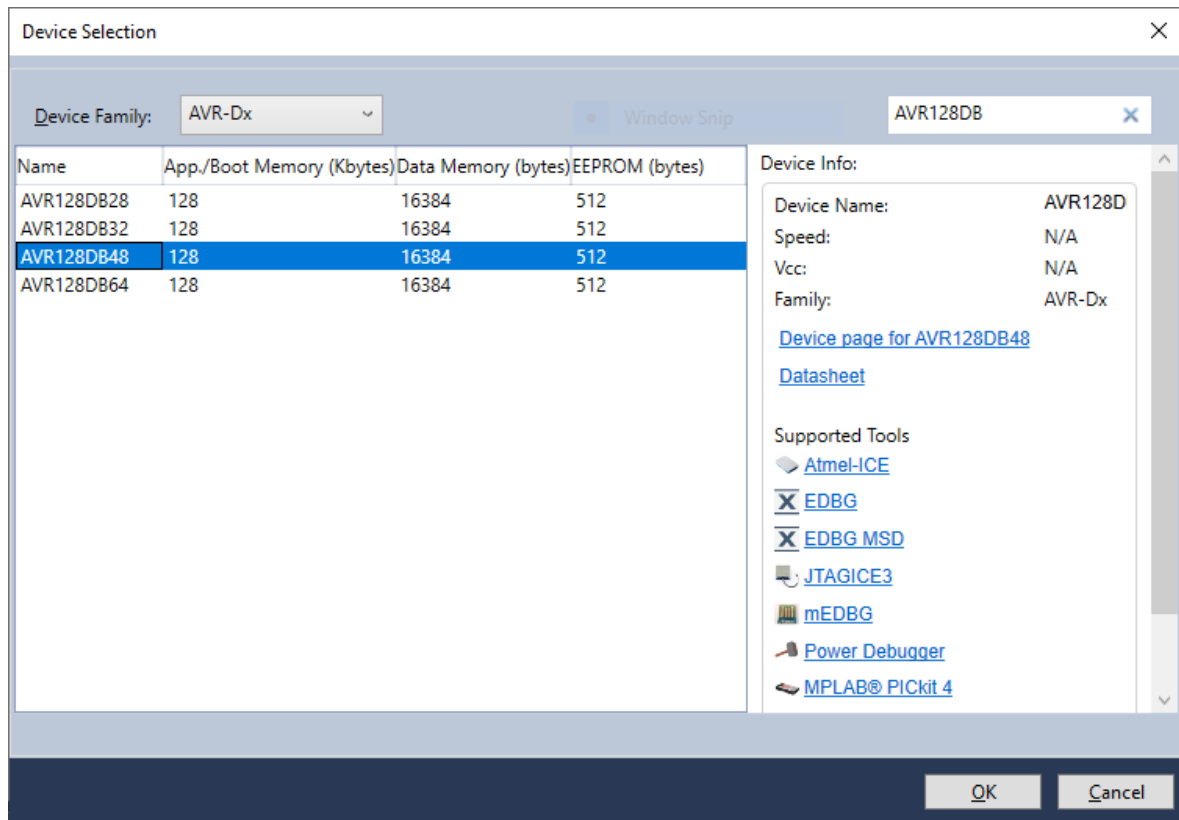 Device Selection
Device Family: AVR-Dx Window Snip AVR128DB
Name App./Boot Memory (Kbytes) Data Memory (bytes) EEPROM (bytes)
AVR128DB28 128 16384 512
AVR128DB32 128 16384 512
AVR128DB48 128 16384 512
AVR128DB64 128 16384 512
Device Info:
Device Name: AVR128D
Speed: N/A
Vcc: N/A
Family: AVR-Dx
Device page for AVR128DB48
Datasheet
Supported Tools
Atmel-ICE
EDBG
EDBG MSD
JTAGICE3
mEDBG
Power Debugger
MPLAB® PICkit 4
OK Cancel